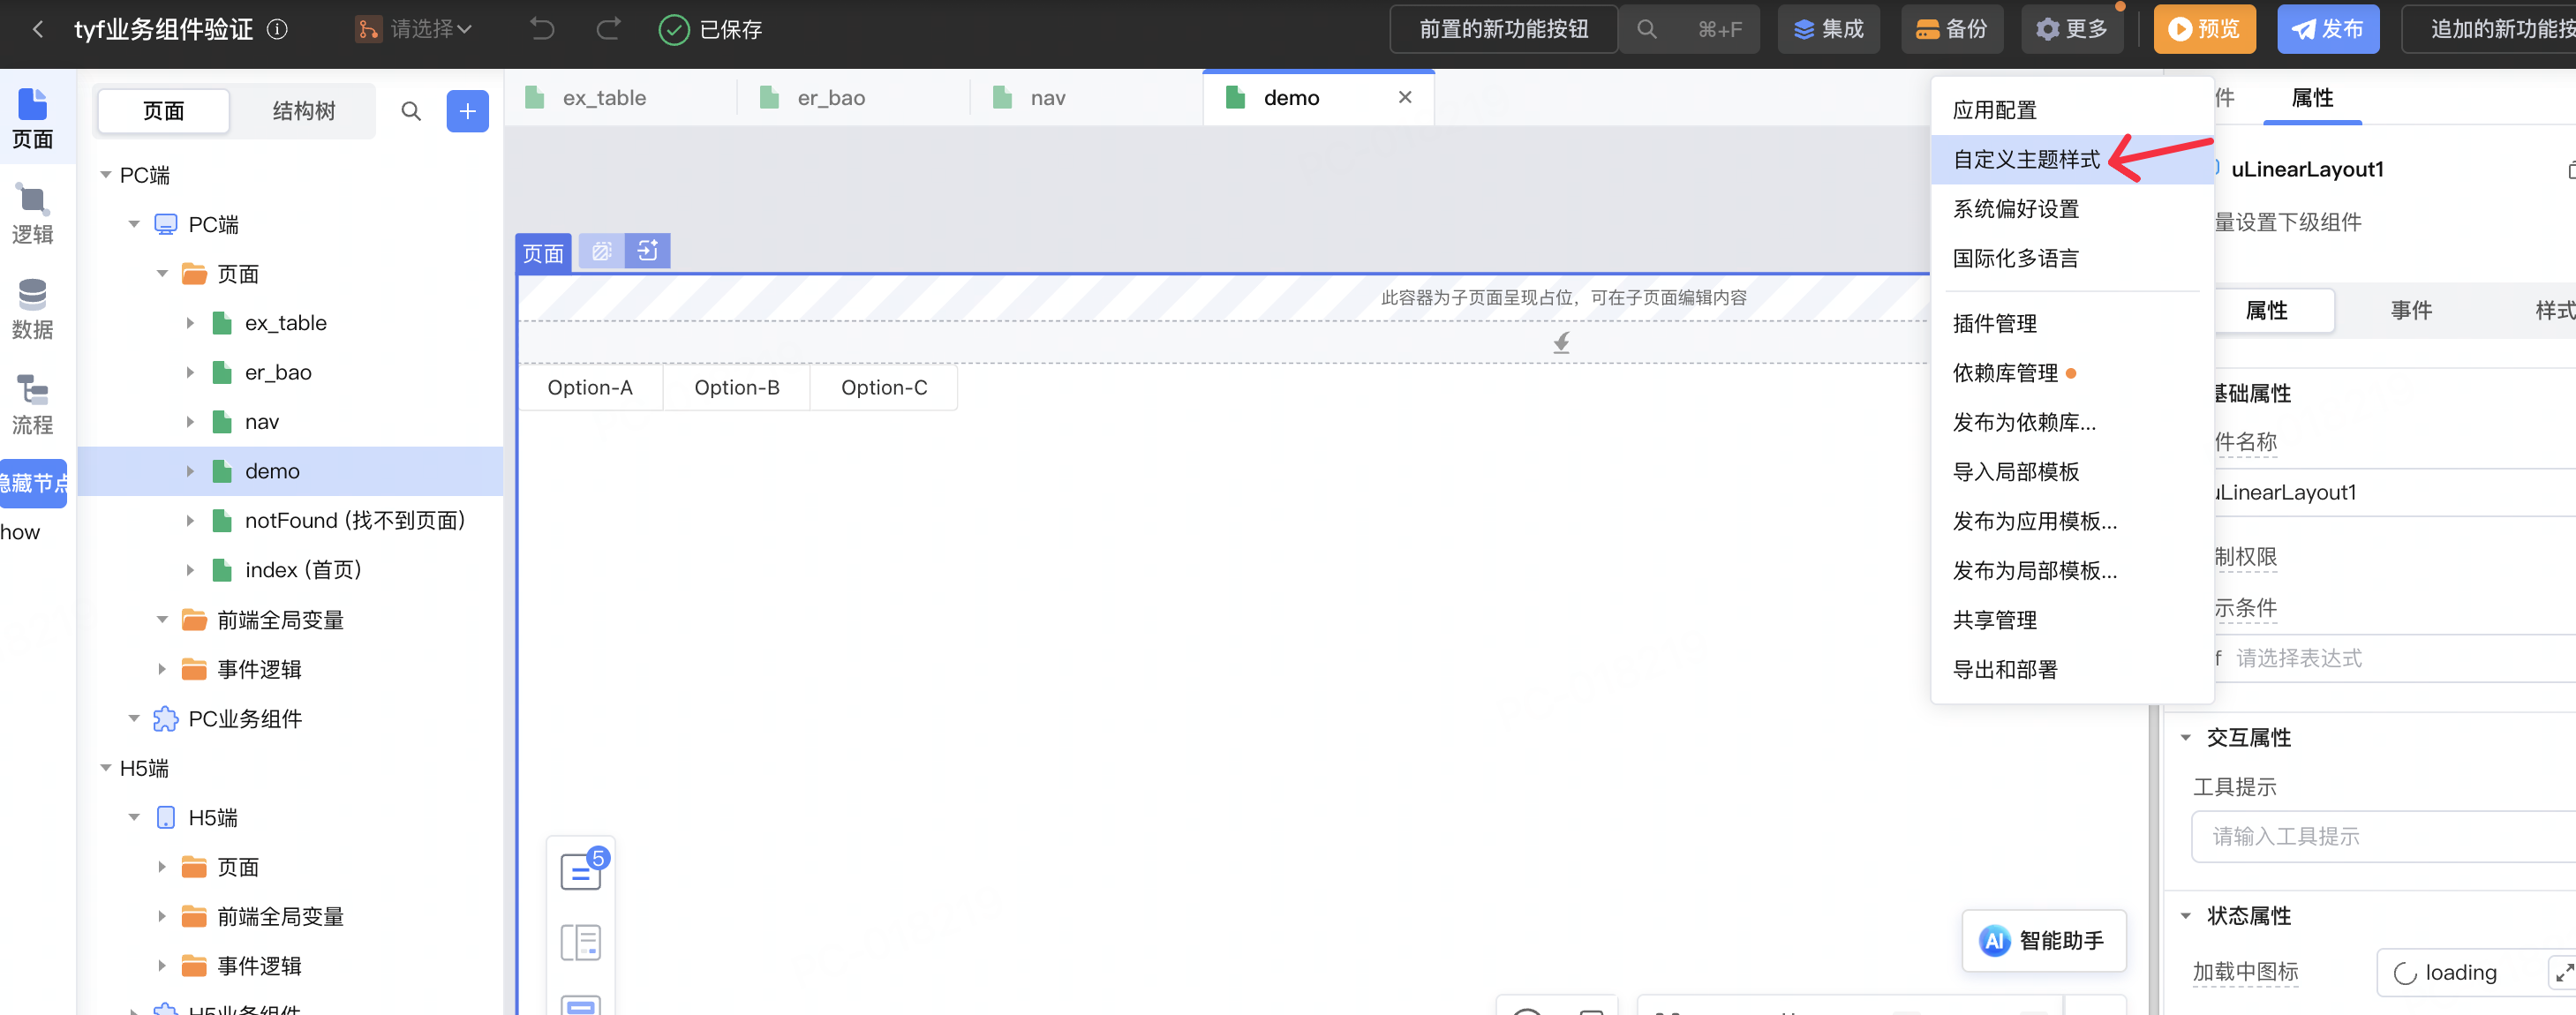 tyf业务组件验证
请选择
已保存
前置的新功能按钮
⌘+F
集成
备份
更多
预览
发布
追加的新功能按
页面
逻辑
数据
流程
隐藏节点
how
页面
结构树
PC端
PC端
页面
ex_table
er_bao
nav
demo
notFound (找不到页面)
index (首页)
前端全局变量
事件逻辑
PC业务组件
H5端
H5端
页面
前端全局变量
事件逻辑
H5业务组件
ex_table
er_bao
nav
demo
页面
此容器为子页面呈现占位，可在子页面编辑内容
Option-A
Option-B
Option-C
5
AI 智能助手
应用配置
自定义主题样式
系统偏好设置
国际化多语言
插件管理
依赖库管理
发布为依赖库...
导入局部模板
发布为应用模板...
发布为局部模板...
共享管理
导出和部署
件
属性
uLinearLayout1
量设置下级组件
属性
事件
样式
基础属性
件名称
uLinearLayout1
制权限
示条件
f 请选择表达式
交互属性
工具提示
请输入工具提示
状态属性
加载中图标
loading